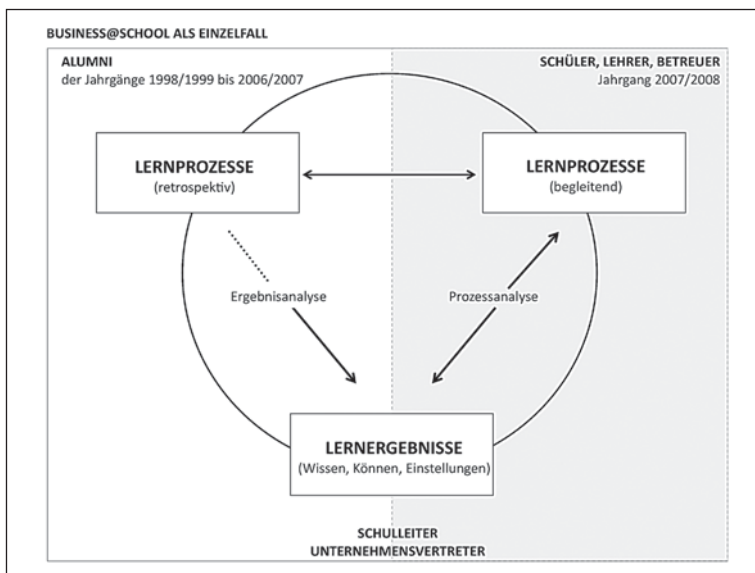 BUSINESS@SCHOOL ALS EINZELFALL
ALUMNI
der Jahrgänge 1998/1999 bis 2006/2007
SCHÜLER, LEHRER, BETREUER
Jahrgang 2007/2008
LERNPROZESSE
(retrospektiv)
LERNPROZESSE
(begleitend)
Ergebnisanalyse
Prozessanalyse
LERNERGEBNISSE
(Wissen, Können, Einstellungen)
SCHULLEITER
UNTERNEHMENSVERTRETER